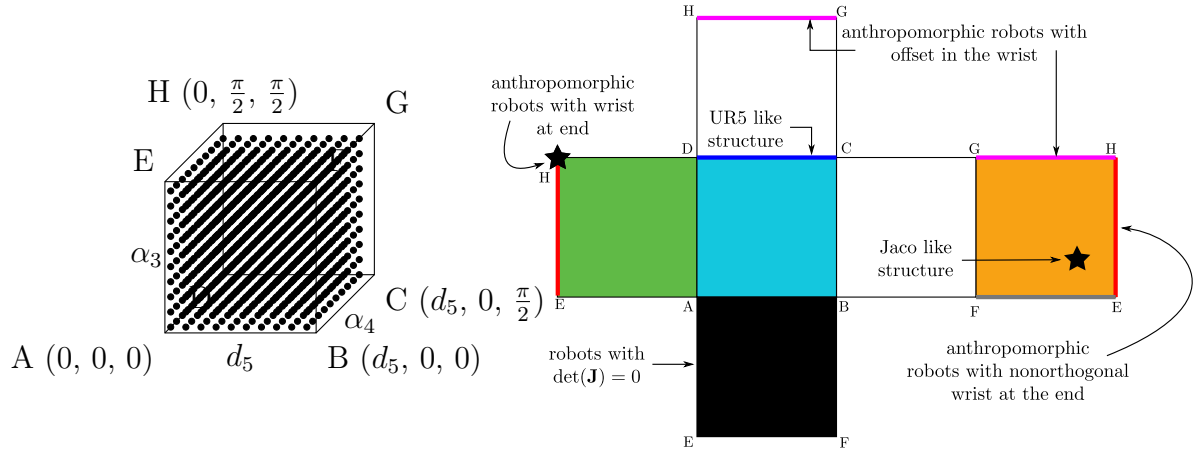 H (0, π/2, π/2)
G
E
F
α3
D
C (d5, 0, π/2)
α4
A (0, 0, 0)
d5
B (d5, 0, 0)
H
G
anthropomorphic robots with
offset in the wrist
anthropomorphic
robots with wrist
at end
UR5 like
structure
D
C
G
H
H
Jaco like
structure
E
A
B
F
E
robots with
det(J) = 0
anthropomorphic
robots with nonorthogonal
wrist at the end
E
F